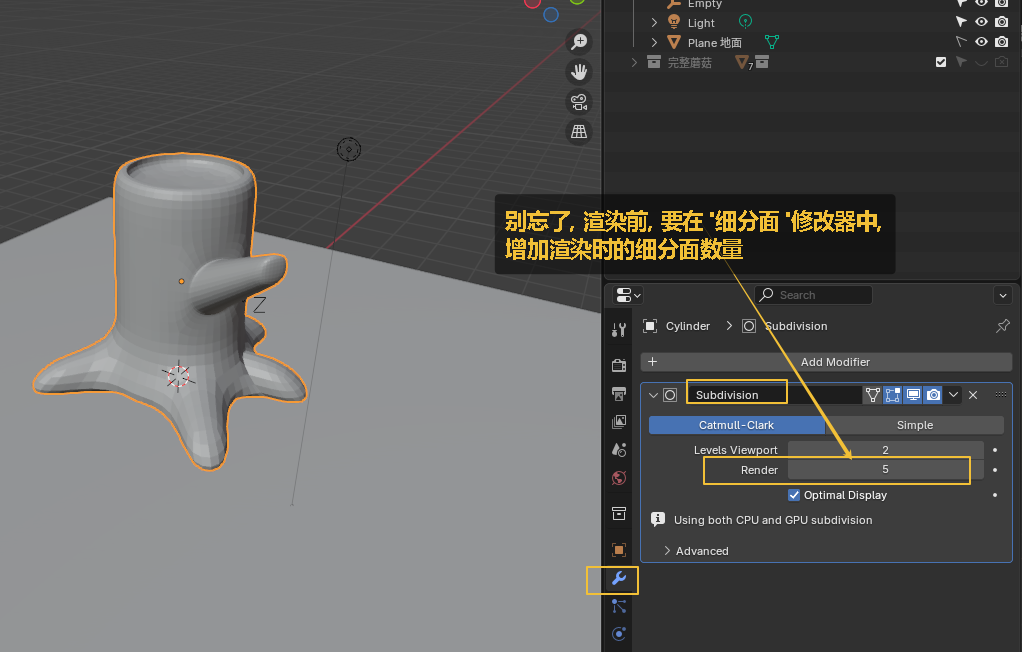 Empty
Light
Plane 地面
完整蘑菇
7
别忘了, 渲染前, 要在 '细分面 '修改器中,
增加渲染时的细分面数量
Z
Search
Cylinder
Subdivision
Add Modifier
Subdivision
Catmull-Clark
Simple
Levels Viewport
2
Render
5
Optimal Display
Using both CPU and GPU subdivision
Advanced